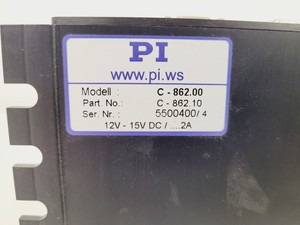 PI
www.pi.ws
Modell : C - 862.00
Part. No.: C - 862.10
Ser. Nr. : 5500400/ 4
12V - 15V DC / ....2A